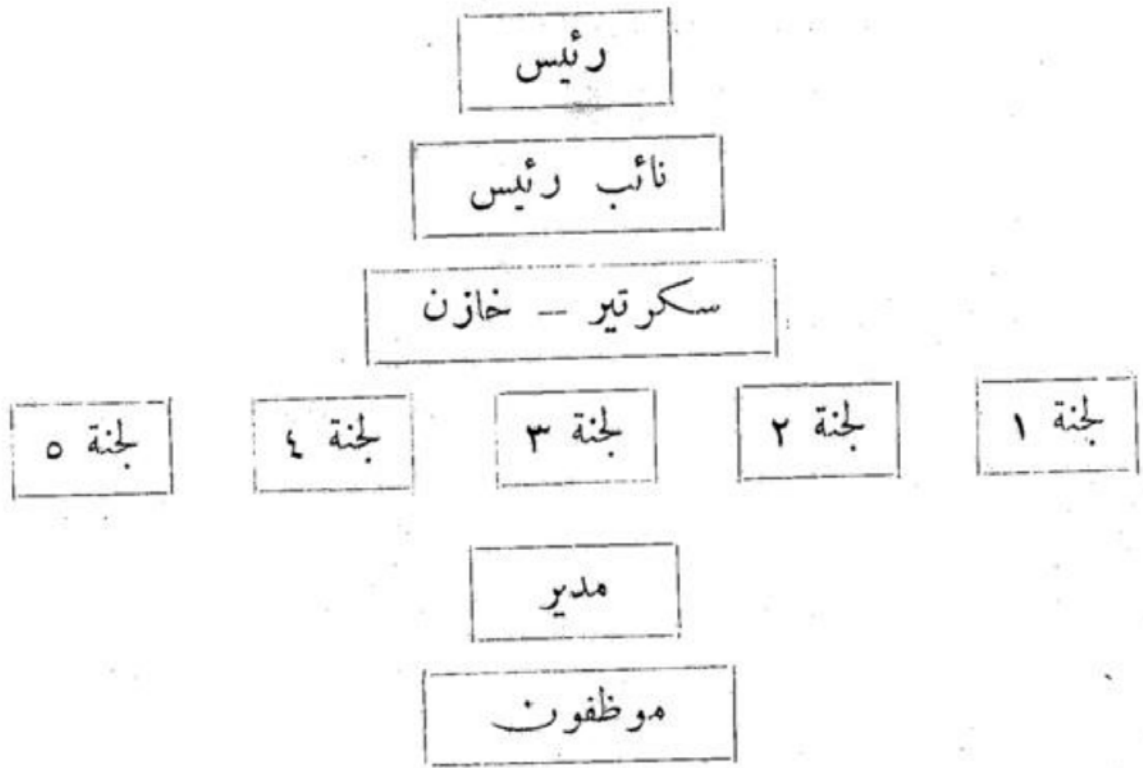 رئيس
نائب رئيس
سكرتير – خازن
لجنة ١ لجنة ٢ لجنة ٣ لجنة ٤ لجنة ٥
مدير
موظفون